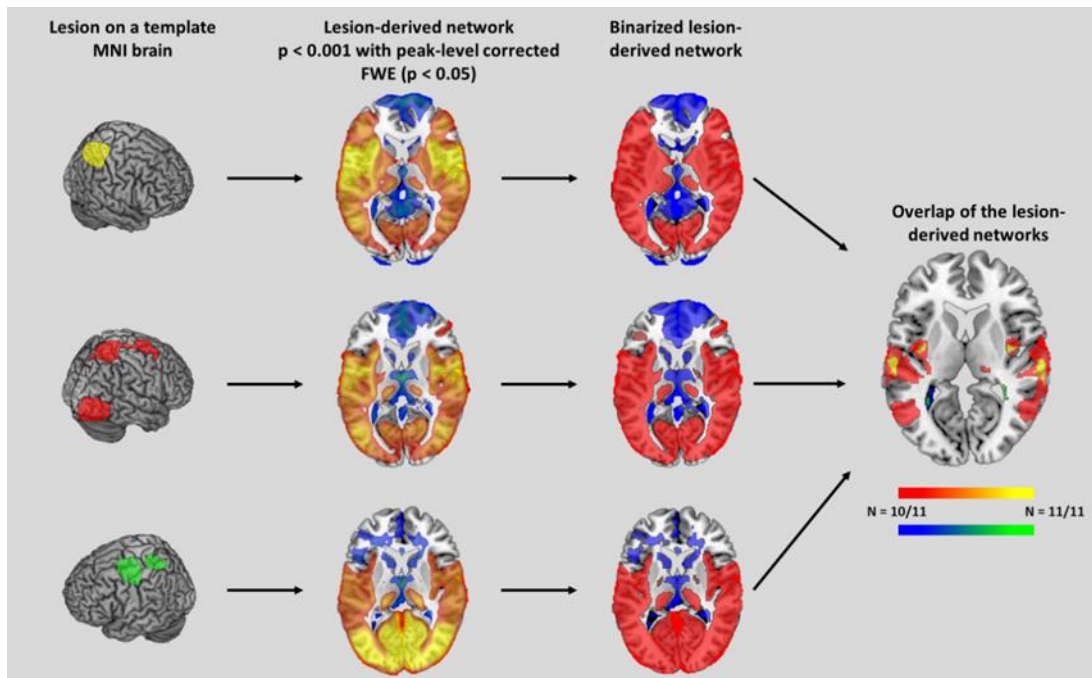 Lesion on a template
MNI brain
Lesion-derived network
p < 0.001 with peak-level corrected
FWE (p < 0.05)
Binarized lesion-
derived network
Overlap of the lesion-
derived networks
N = 10/11
N = 11/11